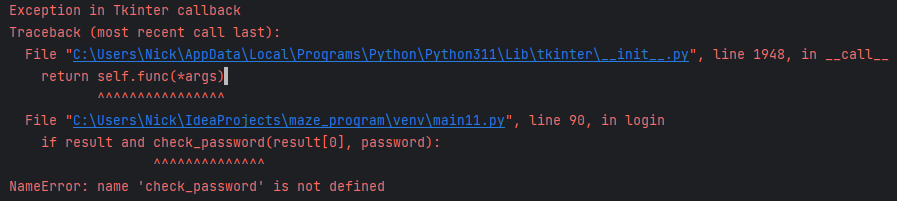 Exception in Tkinter callback
Traceback (most recent call last):
  File "C:\Users\Nick\AppData\Local\Programs\Python\Python311\Lib\tkinter\__init__.py", line 1948, in __call__
    return self.func(*args)
           ^^^^^^^^^^^^^^^^
  File "C:\Users\Nick\IdeaProjects\maze_program\venv\main11.py", line 90, in login
    if result and check_password(result[0], password):
                  ^^^^^^^^^^^^^^
NameError: name 'check_password' is not defined